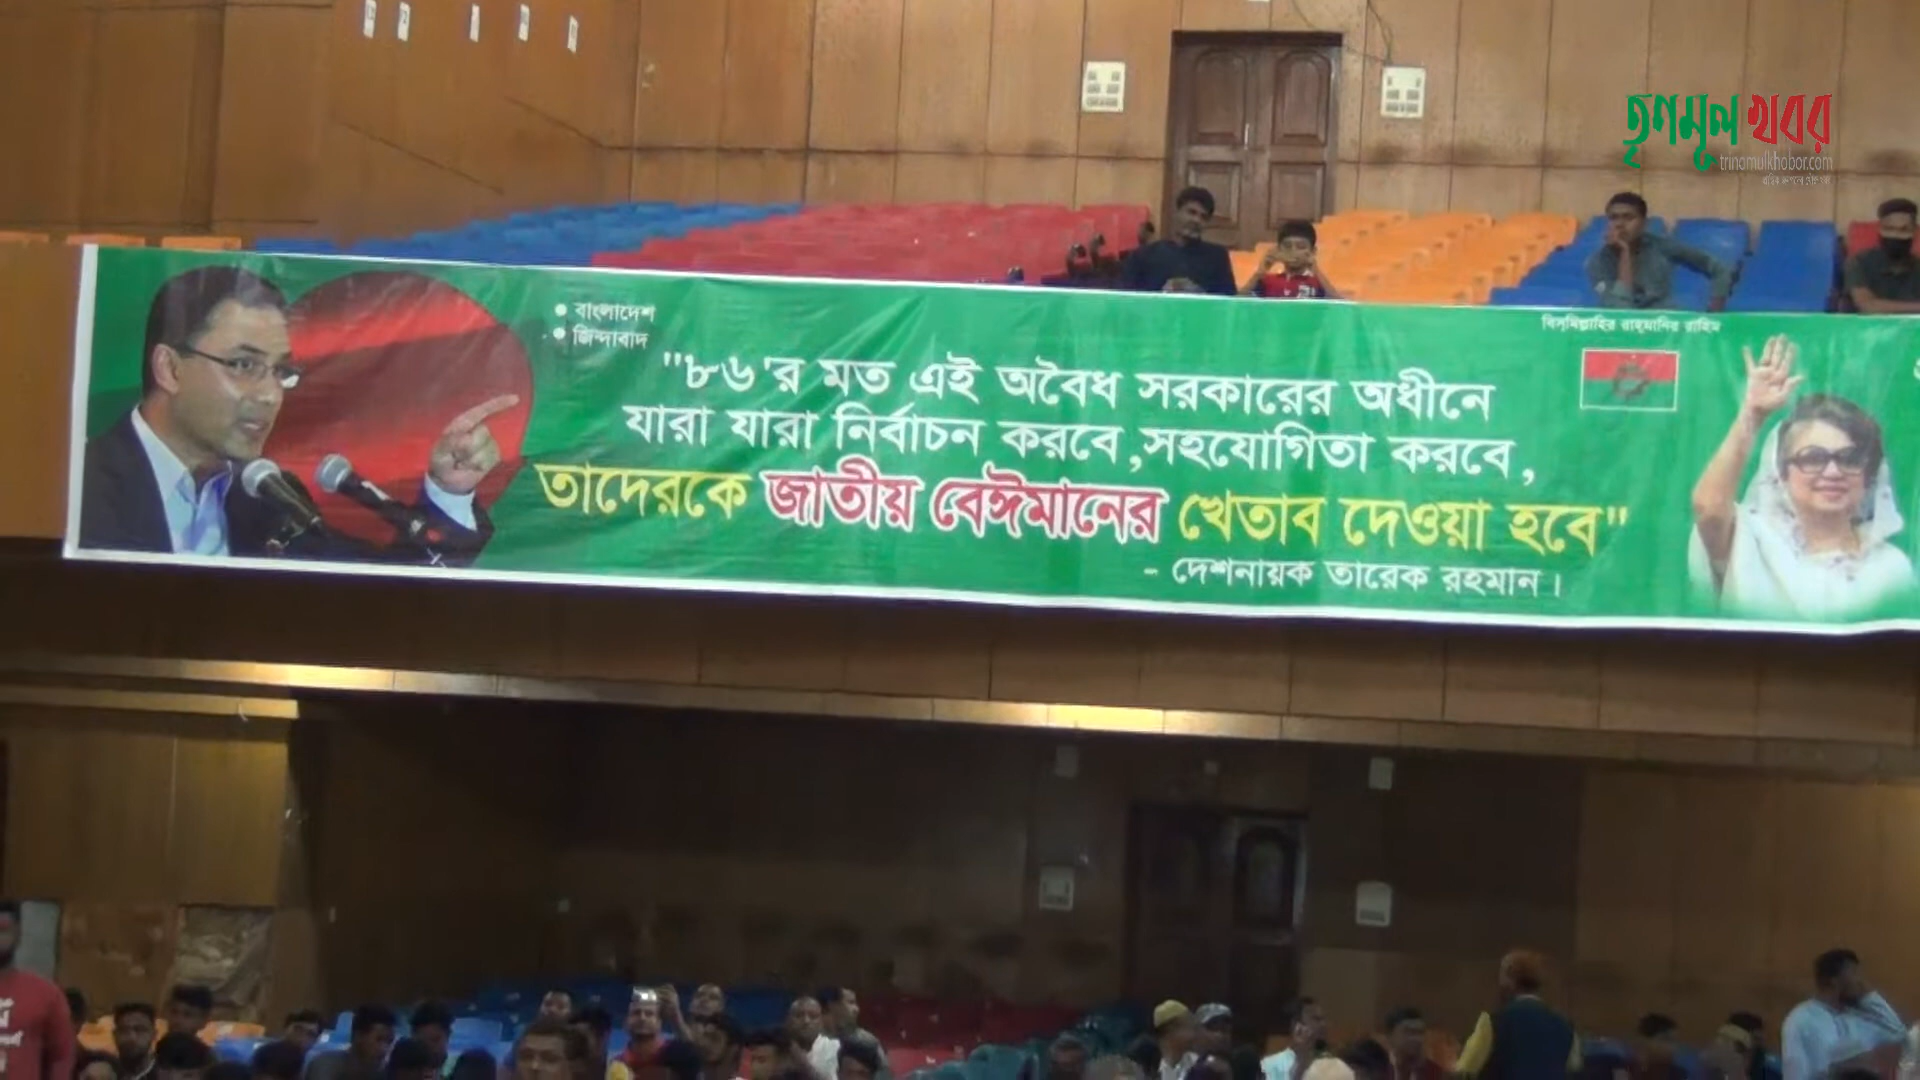 তৃণমূল খবর
trinomulkhobor.com
বাংলাদেশ
জিন্দাবাদ
বিসমিল্লাহির রাহমানির রাহিম
"৮৬'র মত এই অবৈধ সরকারের অধীনে
যারা যারা নির্বাচন করবে,সহযোগিতা করবে,
তাদেরকে জাতীয় বেঈমানের খেতাব দেওয়া হবে"
- দেশনায়ক তারেক রহমান।